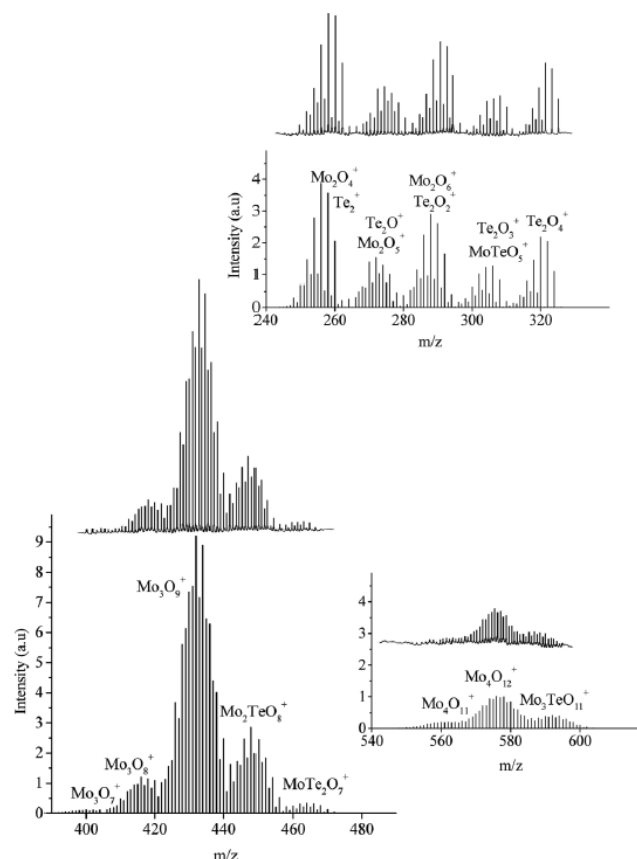 Mo₂O₄⁺
Mo₂O₆⁺
Te₂⁺
Te₂O₂⁺
Te₂O⁺
Te₂O₃⁺
Te₂O₄⁺
Mo₂O₅⁺
MoTeO₅⁺
Intensity (a.u)
4
3
2
1
0
240 260 280 300 320
m/z
Mo₃O₉⁺
Mo₂TeO₈⁺
Mo₃O₈⁺
Mo₃O₇⁺
MoTe₂O₇⁺
Intensity (a.u)
9
8
7
6
5
4
3
2
1
0
400 420 440 460 480
m/z
Mo₄O₁₂⁺
Mo₄O₁₁⁺
Mo₃TeO₁₁⁺
Intensity (a.u)
4
3
2
1
0
540 560 580 600
m/z